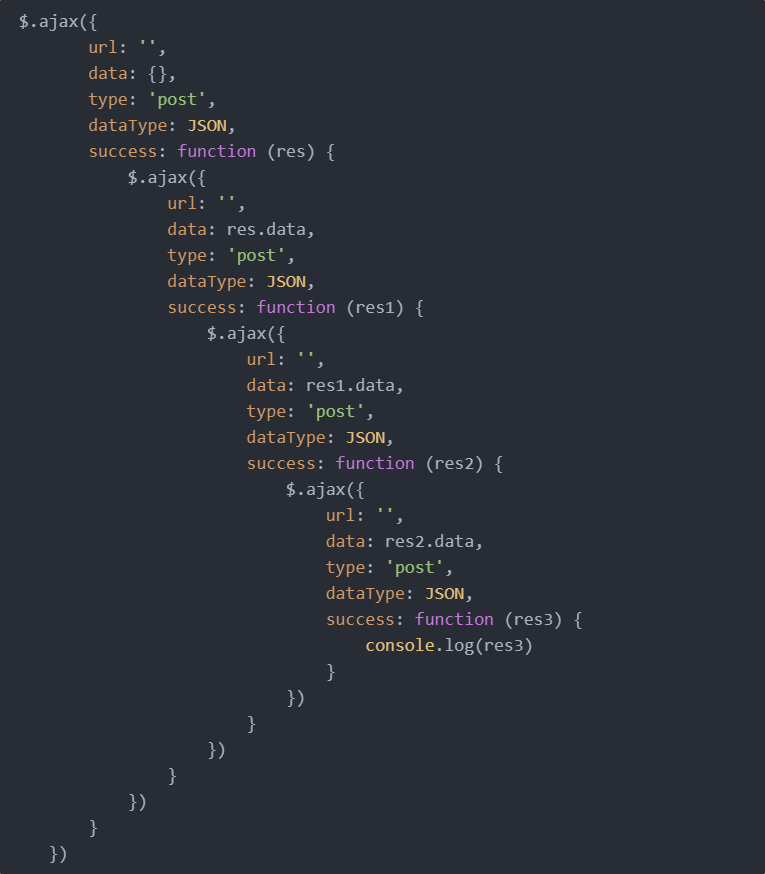 $.ajax({
url: '',
data: {},
type: 'post',
dataType: JSON,
success: function (res) {
$.ajax({
url: '',
data: res.data,
type: 'post',
dataType: JSON,
success: function (res1) {
$.ajax({
url: '',
data: res1.data,
type: 'post',
dataType: JSON,
success: function (res2) {
$.ajax({
url: '',
data: res2.data,
type: 'post',
dataType: JSON,
success: function (res3) {
console.log(res3)
}
})
}
})
}
})
}
})